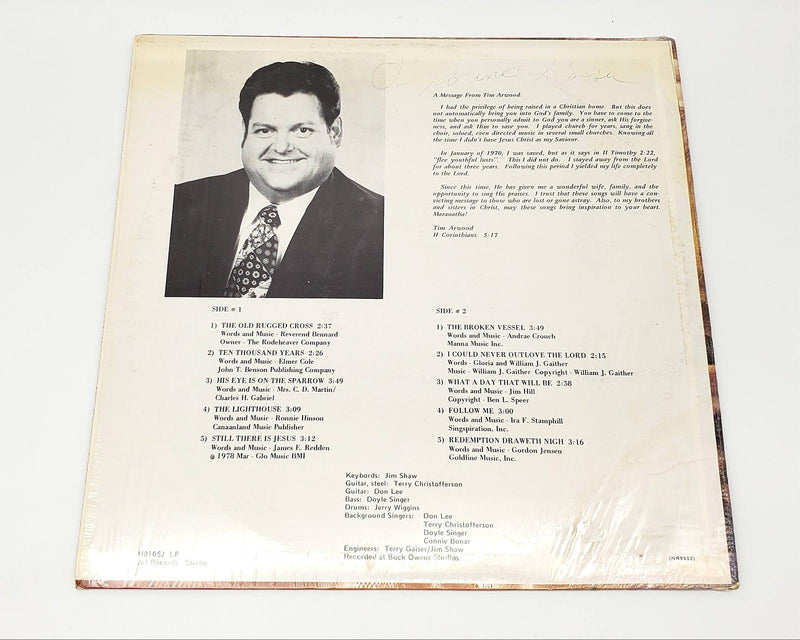 A Message From Tim Arwood:
I had the privilege of being raised in a Christian home. But this does
not automatically bring you into God's family. You have to come to the
time when you personally admit to God you are a sinner, ask His forgive-
ness, and ask Him to save you. I played church for years, sang in the
choir, soloed, even directed music in several small churches. Knowing all
the time I didn't have Jesus Christ as my Saviour.
In January of 1970, I was saved, but as it says in II Timothy 2:22,
"flee youthful lusts". This I did not do. I stayed away from the Lord
for about three years. Following this period I yielded my life completely
to the Lord.
Since this time, He has given me a wonderful wife, family, and the
opportunity to sing His praises. I trust that these songs will have a con-
victing message to those who are lost or gone astray. Also, to my brothers
and sisters in Christ, may these songs bring inspiration to your heart.
Maranatha!
Tim Arwood
II Corinthians 5:17
SIDE # 1
1) THE OLD RUGGED CROSS 2:37
Words and Music - Reverend Bennard
Owner - The Rodeheaver Company
2) TEN THOUSAND YEARS 2:26
Words and Music - Elmer Cole
John T. Benson Publishing Company
3) HIS EYE IS ON THE SPARROW 3:49
Words and Music - Mrs. C. D. Martin/
Charles H. Gabriel
4) THE LIGHTHOUSE 3:09
Words and Music - Ronnie Hinson
Canaanland Music Publisher
5) STILL THERE IS JESUS 3:12
Words and Music - James E. Redden
@ 1978 Mar - Glo Music BMI
SIDE # 2
1) THE BROKEN VESSEL 3:49
Words and Music - Andrae Crouch
Manna Music Inc.
2) I COULD NEVER OUTLOVE THE LORD 2:15
Words - Gloria and William J. Gaither
Music - William J. Gaither Copyright - William J. Gaither
3) WHAT A DAY THAT WILL BE 2:58
Words and Music - Jim Hill
Copyright - Ben L. Speer
4) FOLLOW ME 3:00
Words and Music - Ira F. Stamphill
Singspiration, Inc.
5) REDEMPTION DRAWETH NIGH 3:16
Words and Music - Gordon Jensen
Goldline Music, Inc.
Keybords: Jim Shaw
Guitar, steel: Terry Christofferson
Guitar: Don Lee
Bass: Doyle Singer
Drums: Jerry Wiggins
Background Singers: Don Lee
Terry Christofferson
Doyle Singer
Connie Bonar
Engineers: Terry Gaiser/Jim Shaw
Recorded at Buck Owens Studios
H0105J LP
Records Stereo
(NR9552)